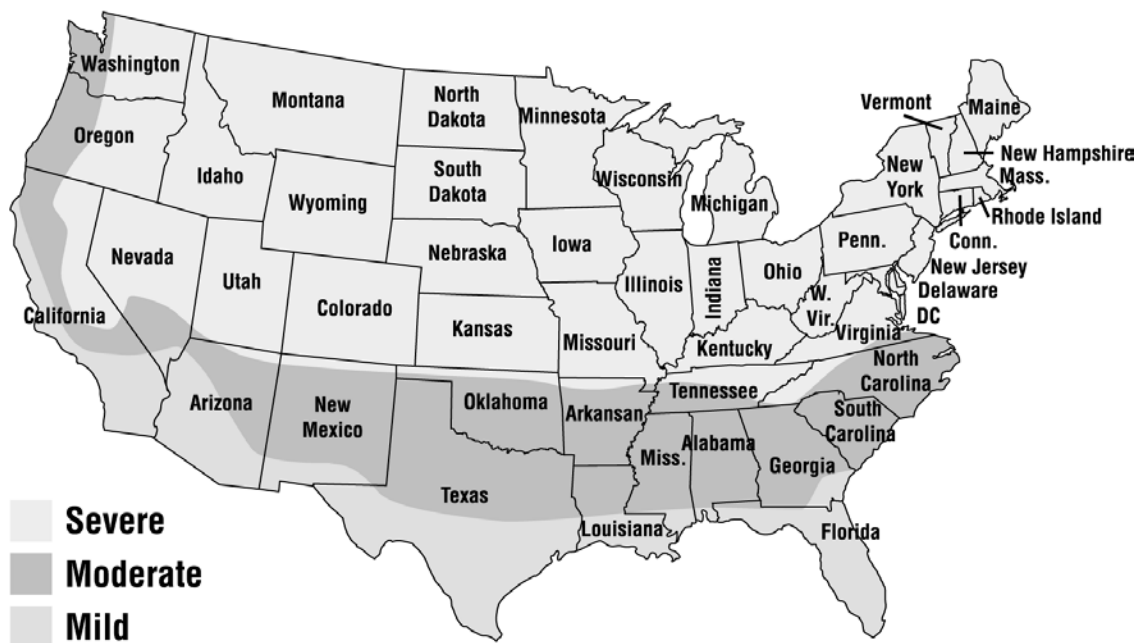 Washington
Montana
North
Dakota
Minnesota
Vermont
Maine
Oregon
Idaho
South
Dakota
Wisconsin
Michigan
New
York
New Hampshire
Mass.
Wyoming
Rhode Island
Nebraska
Iowa
Penn.
Conn.
Nevada
Utah
Colorado
Illinois
Indiana
Ohio
New Jersey
Delaware
W.
Vir.
DC
California
Kansas
Missouri
Kentucky
Virginia
North
Carolina
Arizona
New
Mexico
Oklahoma
Arkansan
Tennessee
South
Carolina
Texas
Miss.
Alabama
Georgia
Louisiana
Florida
Severe
Moderate
Mild